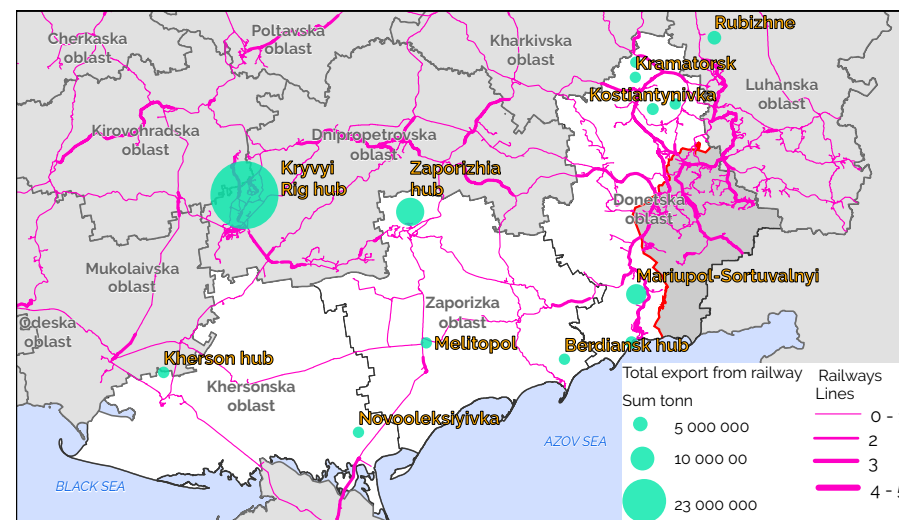 Rubizhne
Cherkaska
oblast
Poltavska
oblast
Kharkivska
oblast
Kramatorsk
Kostiantynivka
Luhanska
oblast
Kirovohradska
oblast
Dnipropetrovska
oblast
Kryvyi
Rig hub
Zaporizhia
hub
Donetska
oblast
Mukolaivska
oblast
Mariupol-Sortuvalnyi
Zaporizka
oblast
Odeska
oblast
Kherson hub
Melitopol
Berdiansk hub
Khersonska
oblast
Novooleksiyivka
AZOV SEA
BLACK SEA
Total export from railway
Sum tonn
5 000 000
10 000 00
23 000 000
Railways
Lines
0 -
2
3
4 - 5